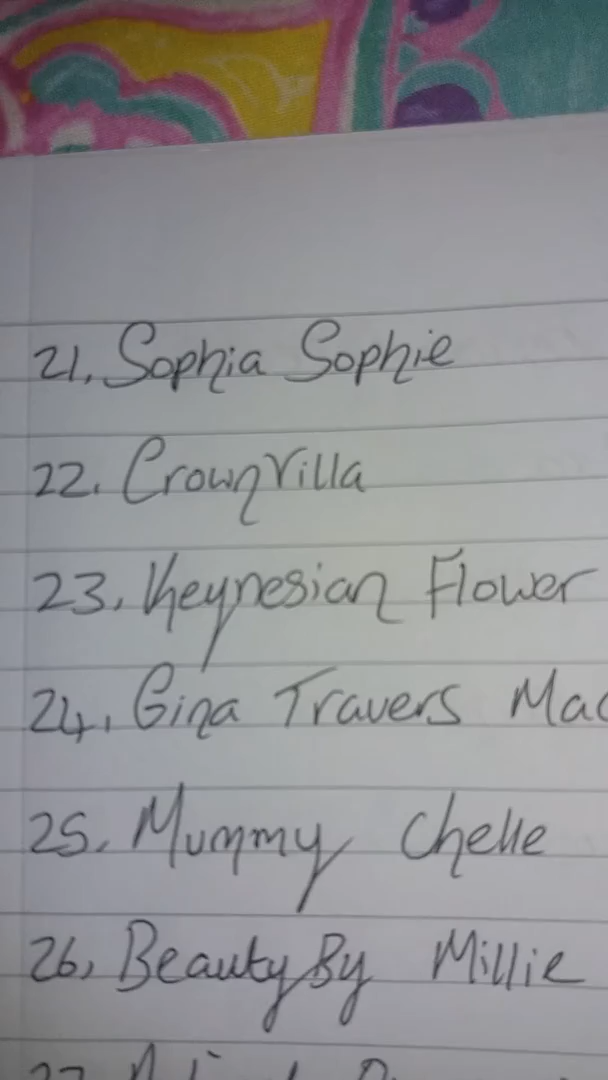 21. Sophia Sophie
22. CrownVilla
23. Keynesian Flower
24. Gina Travers
25. Mummy Chelle
26, Beauty By Millie